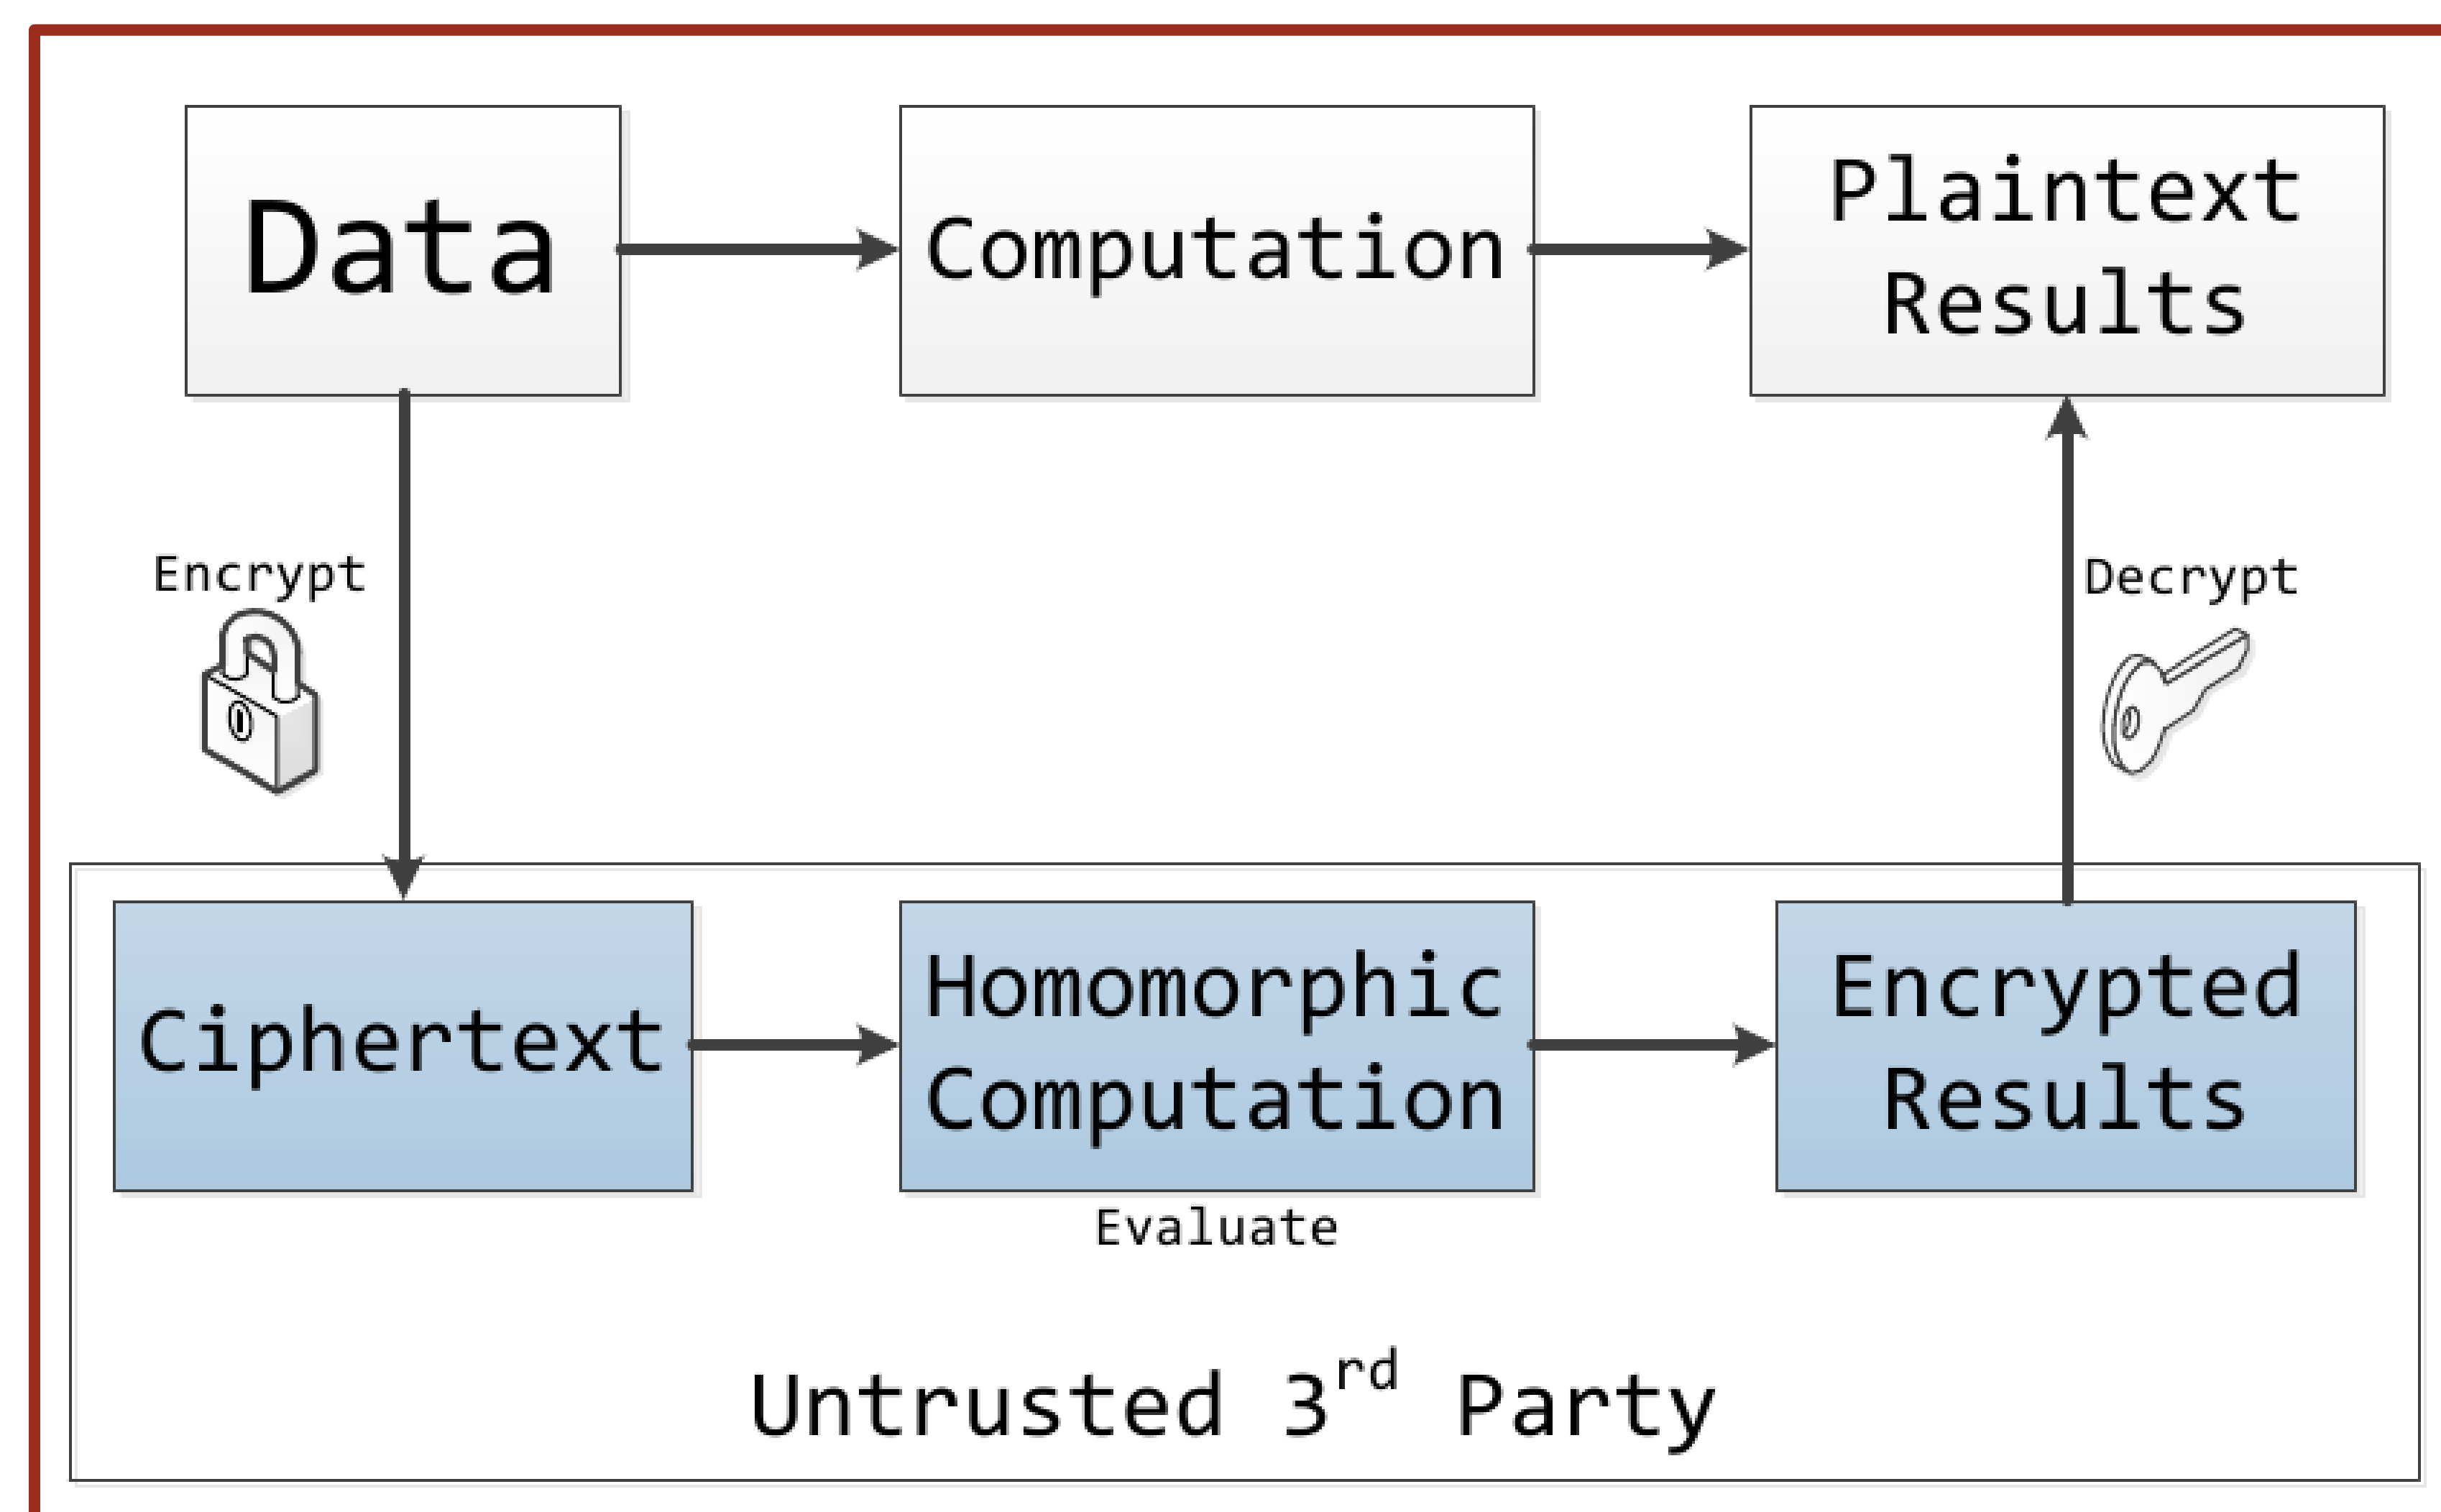 Data
Computation
Plaintext
Results
Encrypt
Decrypt
Ciphertext
Homomorphic
Computation
Encrypted
Results
Evaluate
Untrusted 3rd Party